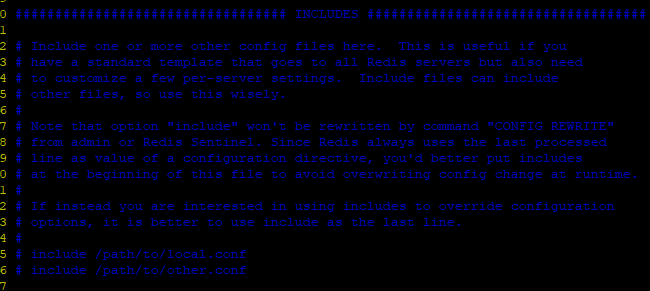 0 ################################## INCLUDES ###################################
1
2 # Include one or more other config files here.  This is useful if you
3 # have a standard template that goes to all Redis servers but also need
4 # to customize a few per-server settings.  Include files can include
5 # other files, so use this wisely.
6 #
7 # Note that option "include" won't be rewritten by command "CONFIG REWRITE"
8 # from admin or Redis Sentinel. Since Redis always uses the last processed
9 # line as value of a configuration directive, you'd better put includes
0 # at the beginning of this file to avoid overwriting config change at runtime.
1 #
2 # If instead you are interested in using includes to override configuration
3 # options, it is better to use include as the last line.
4 #
5 # include /path/to/local.conf
6 # include /path/to/other.conf
7